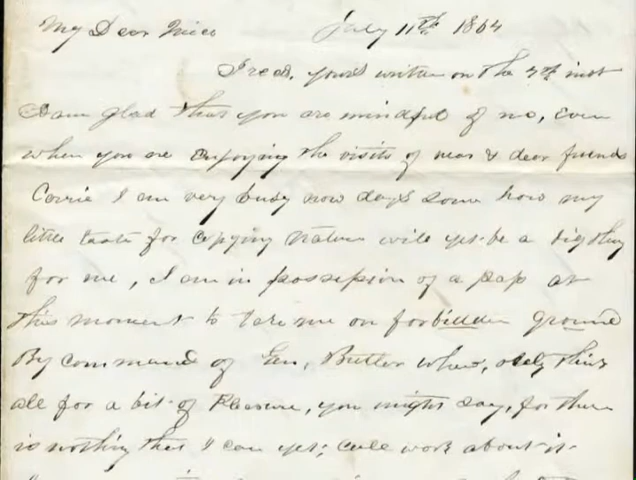 My Dear Niece July 11th 1864
I recd. yours written on the 7th inst
I am glad that you are mindful of me, even
when you are enjoying the visits of near & dear friends
Carrie I am very busy now days some how my
little taste for copying Nature will yet be a big thing
for me, I am in possession of a pass at
this moment to take me on forbidden ground
By command of Gen, Butler whew, only this
all for a bit of Pleasure, you might say, for there
is nothing that I can yet, call work about it